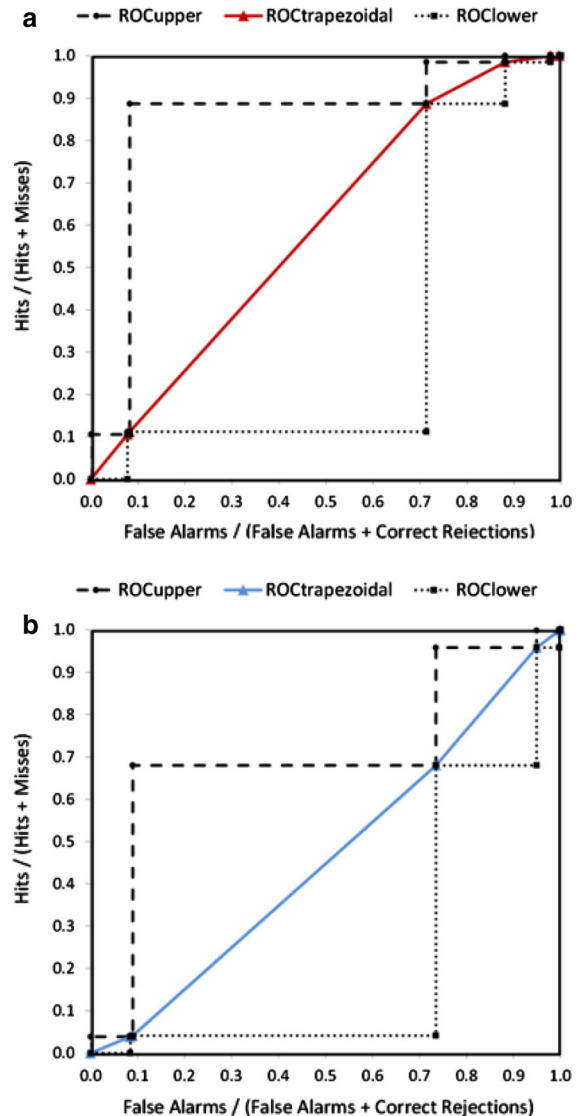 a
ROCupper ROCtrapezoidal ROClower
1.0
0.9
0.8
0.7
0.6
0.5
0.4
0.3
0.2
0.1
0.0
Hits / (Hits + Misses)
0.0 0.1 0.2 0.3 0.4 0.5 0.6 0.7 0.8 0.9 1.0
False Alarms / (False Alarms + Correct Rejections)
ROCupper ROCtrapezoidal ROClower
b
1.0
0.9
0.8
0.7
0.6
0.5
0.4
0.3
0.2
0.1
0.0
Hits / (Hits + Misses)
0.0 0.1 0.2 0.3 0.4 0.5 0.6 0.7 0.8 0.9 1.0
False Alarms / (False Alarms + Correct Rejections)